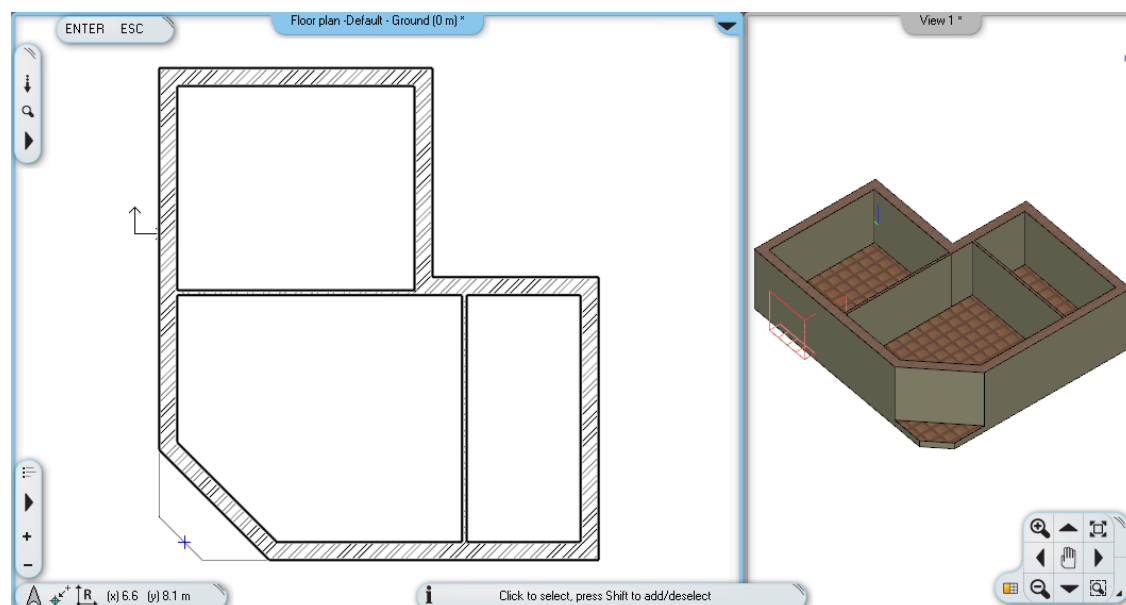 Floor plan -Default - Ground (0 m) *
View 1 *
ENTER ESC
R (x) 6.6 (y) 8.1 m
i Click to select, press Shift to add/deselect